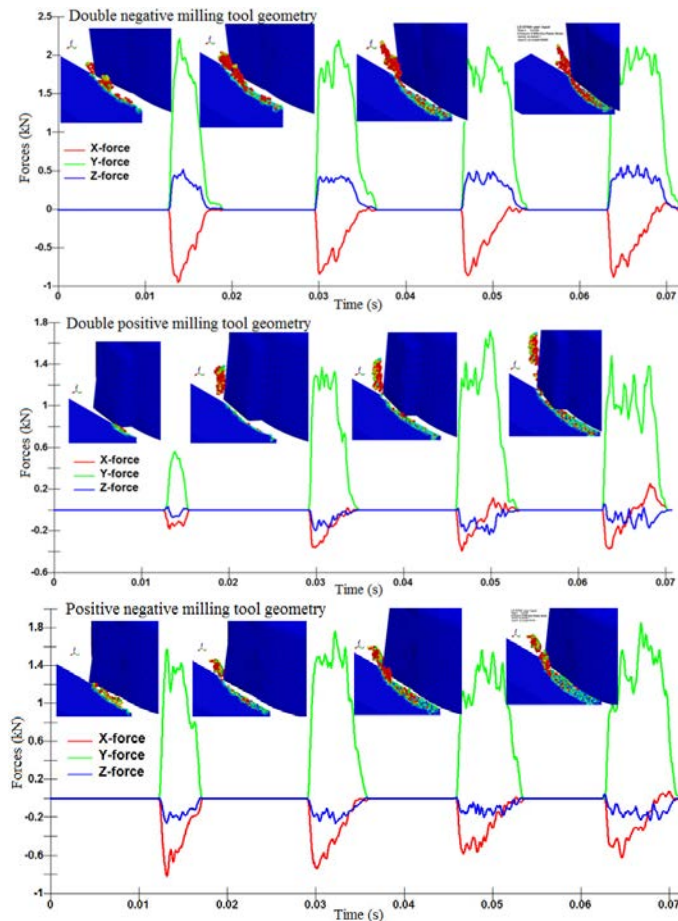 Double negative milling tool geometry
2.5
2
1.5
1
0.5
0
-0.5
-1
Forces (kN)
X-force
Y-force
Z-force
0 0.01 0.02 0.03 0.04 0.05 0.06 0.07
Time (s)
Double positive milling tool geometry
1.8
1.4
1
0.6
0.2
-0.2
-0.6
Forces (kN)
X-force
Y-force
Z-force
0 0.01 0.02 0.03 0.04 0.05 0.06 0.07
Time (s)
Positive negative milling tool geometry
1.8
1.4
1
0.6
0.2
-0.2
-0.6
-1
Forces (kN)
X-force
Y-force
Z-force
0 0.01 0.02 0.03 0.04 0.05 0.06 0.07
Time (s)